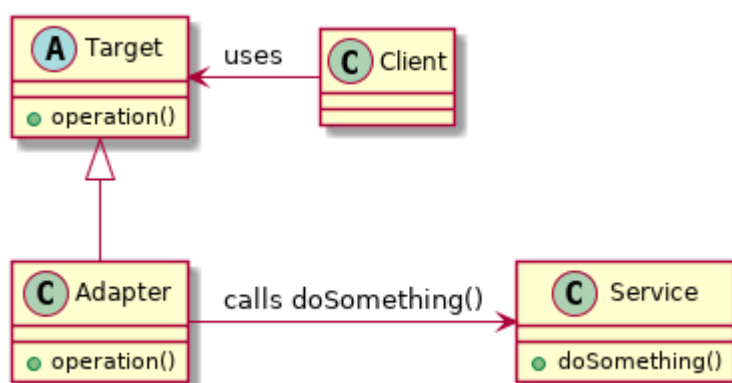 A Target
uses
C Client
operation()
C Adapter
calls doSomething()
C Service
operation()
doSomething()